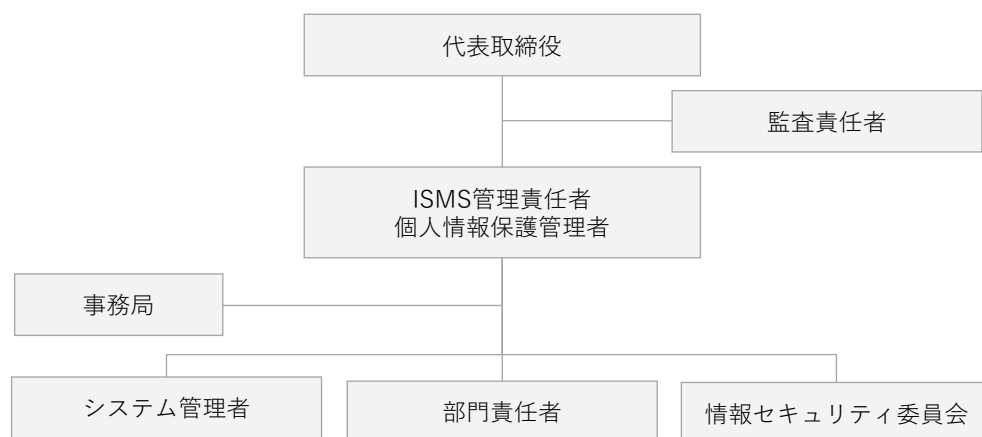 代表取締役
監査責任者
ISMS管理責任者
個人情報保護管理者
事務局
システム管理者
部門責任者
情報セキュリティ委員会